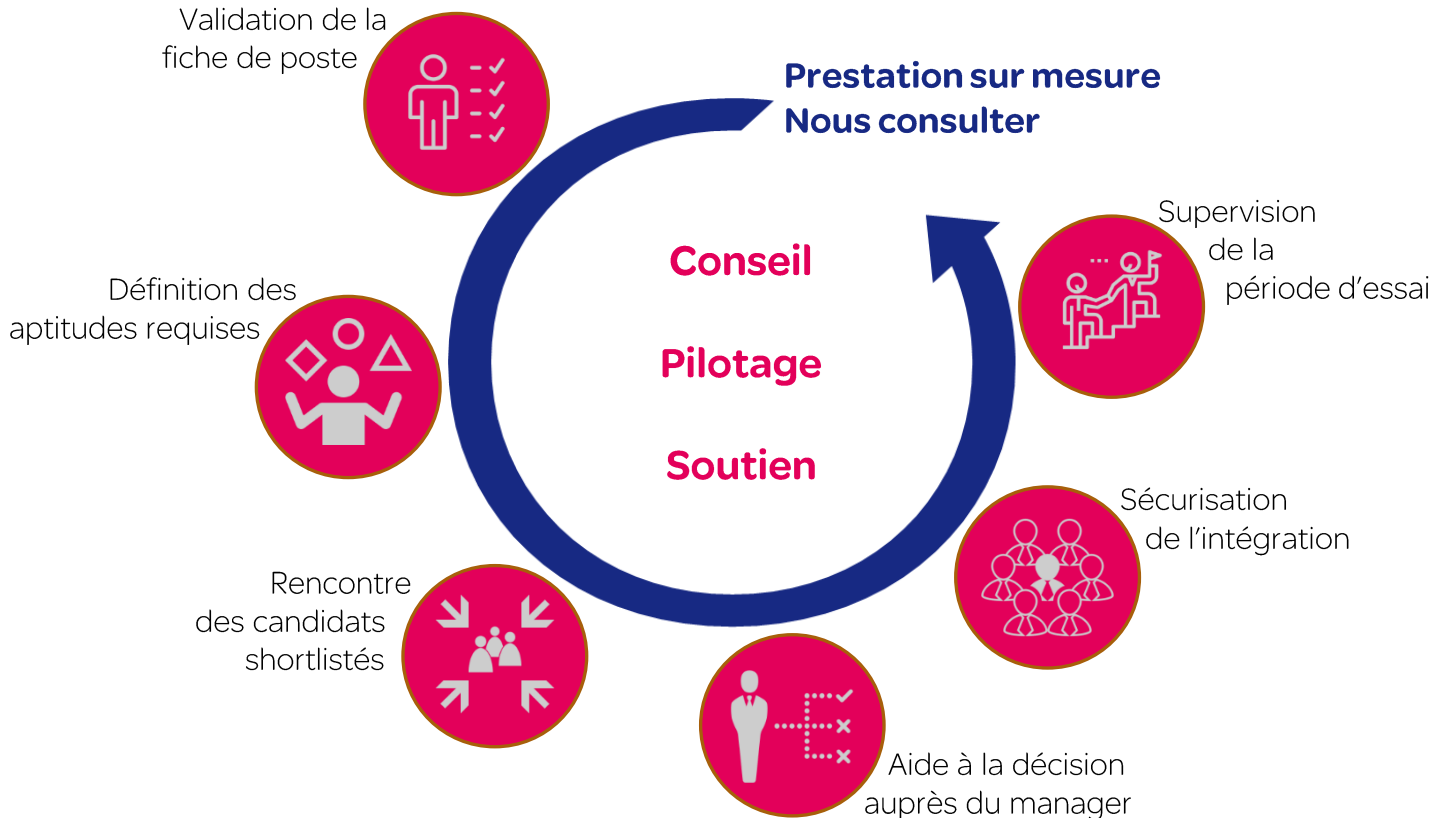 Validation de la
fiche de poste
Prestation sur mesure
Nous consulter
Définition des
aptitudes requises
Conseil
Pilotage
Soutien
Supervision
de la
période d’essai
Rencontre
des candidats
shortlistés
Sécurisation
de l’intégration
Aide à la décision
auprès du manager